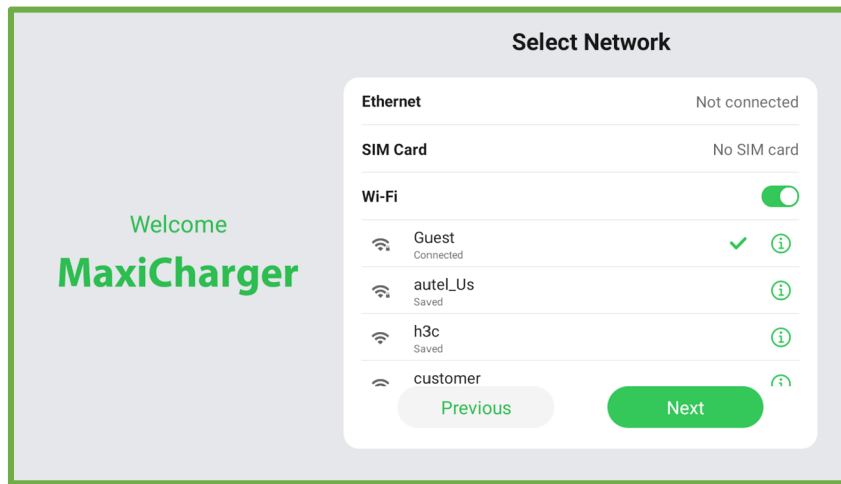 Select Network
Ethernet Not connected
SIM Card No SIM card
Wi-Fi
Welcome
MaxiCharger
Guest
Connected
autel_Us
Saved
h3c
Saved
customer
Previous Next